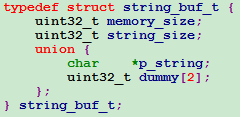 typedef struct string_buf_t {
    uint32_t memory_size;
    uint32_t string_size;
    union {
        char     *p_string;
        uint32_t dummy[2];
    };
} string_buf_t;